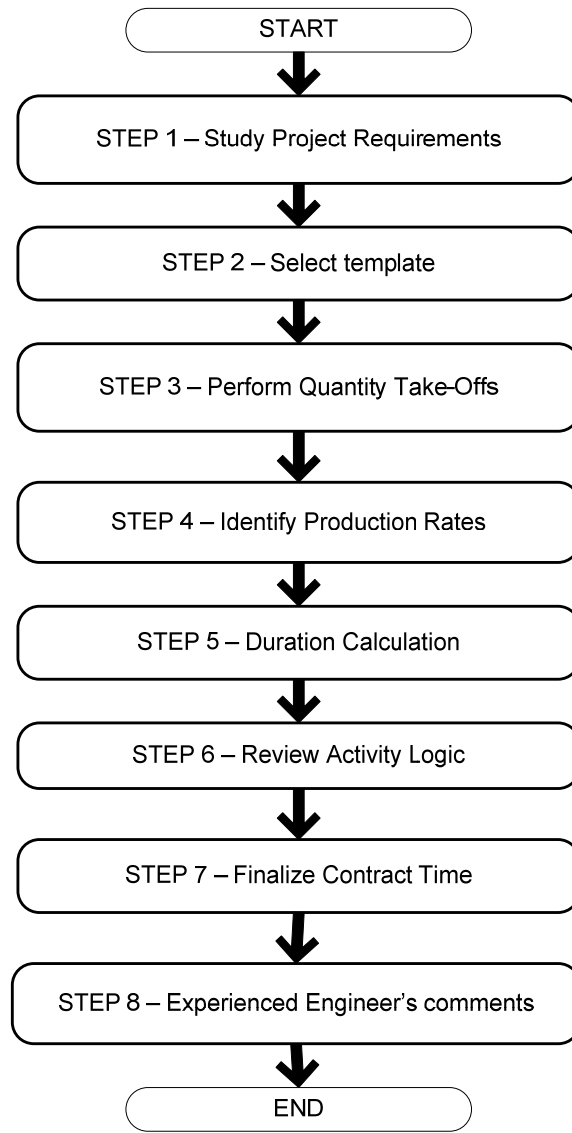 START
STEP 1 – Study Project Requirements
STEP 2 – Select template
STEP 3 – Perform Quantity Take-Offs
STEP 4 – Identify Production Rates
STEP 5 – Duration Calculation
STEP 6 – Review Activity Logic
STEP 7 – Finalize Contract Time
STEP 8 – Experienced Engineer’s comments
END